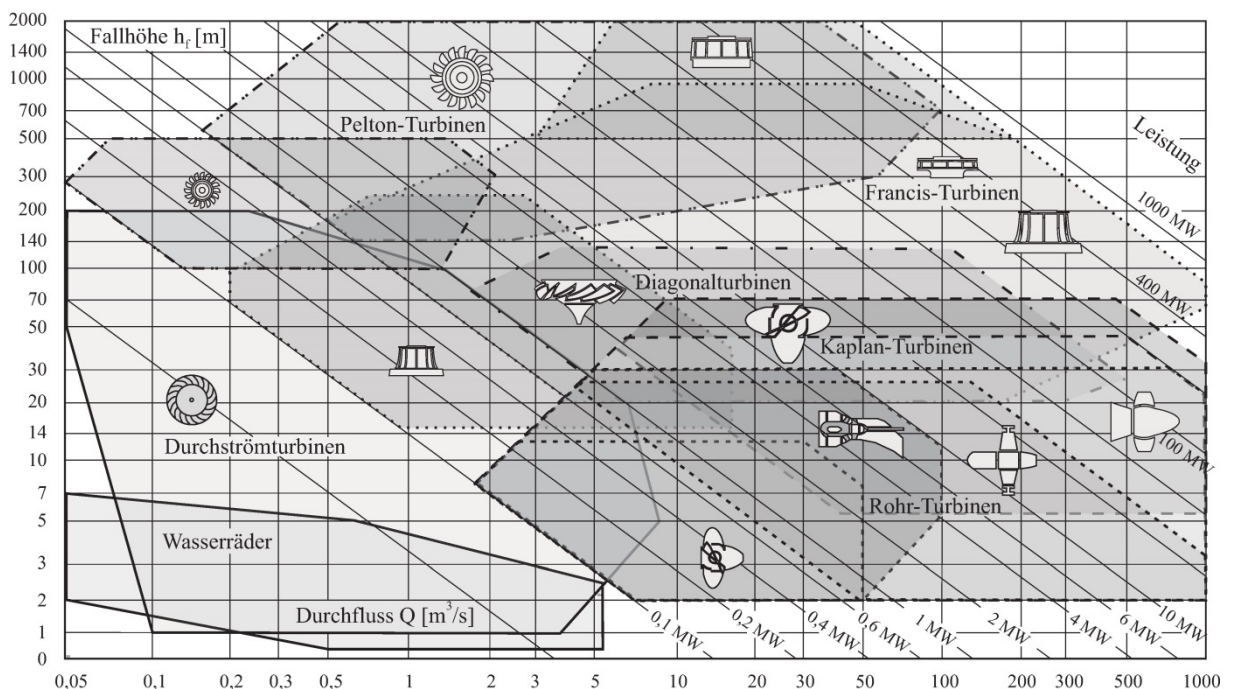 2000
Fallhöhe h_f [m]
1400
1000
700
Pelton-Turbinen
500
Leistung
300
Francis-Turbinen
200
1000 MW
140
100
Diagonalturbinen
400 MW
70
50
Kaplan-Turbinen
30
20
14
Durchströmturbinen
100 MW
10
7
Rohr-Turbinen
5
Wasserräder
3
2
Durchfluss Q [m³/s]
0,1 MW 0,2 MW 0,4 MW 0,6 MW 1 MW 2 MW 4 MW 6 MW 10 MW
1
0
0,05 0,1 0,2 0,3 0,5 1 2 3 5 10 20 30 50 100 200 300 500 1000